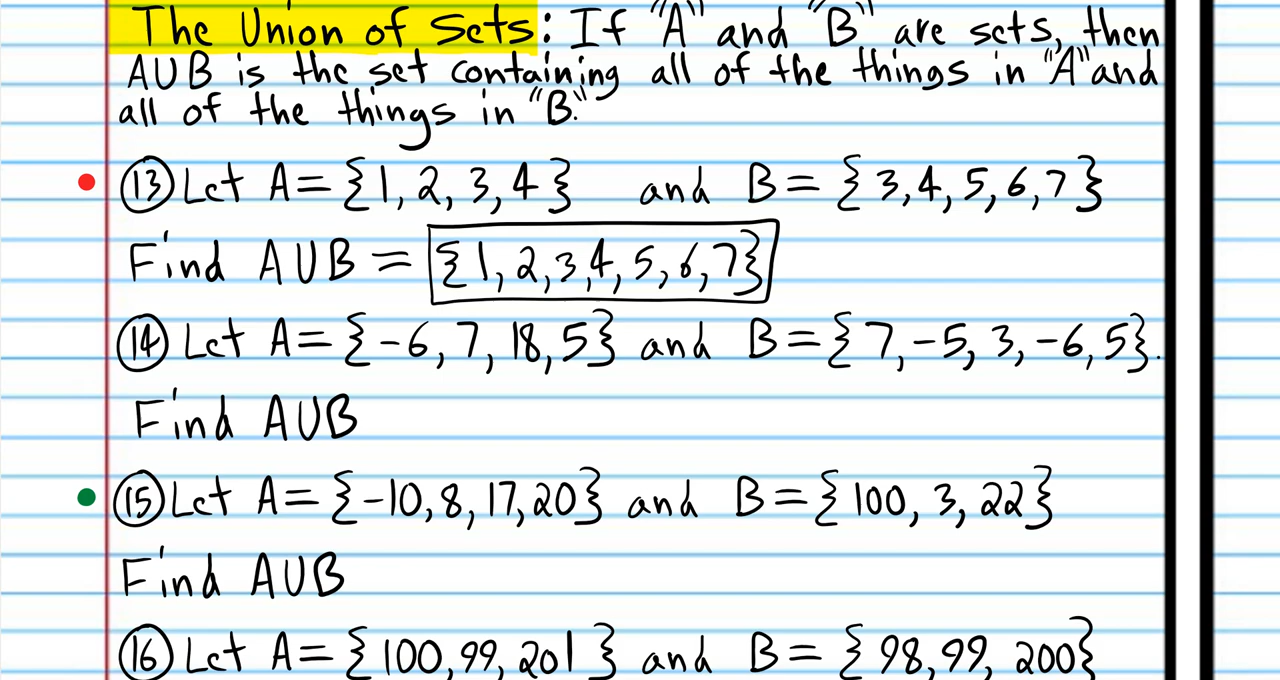 The Union of Sets: If "A" and "B" are sets, then
A∪B is the set containing all of the things in "A" and
all of the things in "B."
⑬ Let A = {1, 2, 3, 4} and B = {3, 4, 5, 6, 7}
Find A∪B = {1, 2, 3, 4, 5, 6, 7}
⑭ Let A = {-6, 7, 18, 5} and B = {7, -5, 3, -6, 5}.
Find A∪B
⑮ Let A = {-10, 8, 17, 20} and B = {100, 3, 22}
Find A∪B
⑯ Let A = {100, 99, 201} and B = {98, 99, 200}